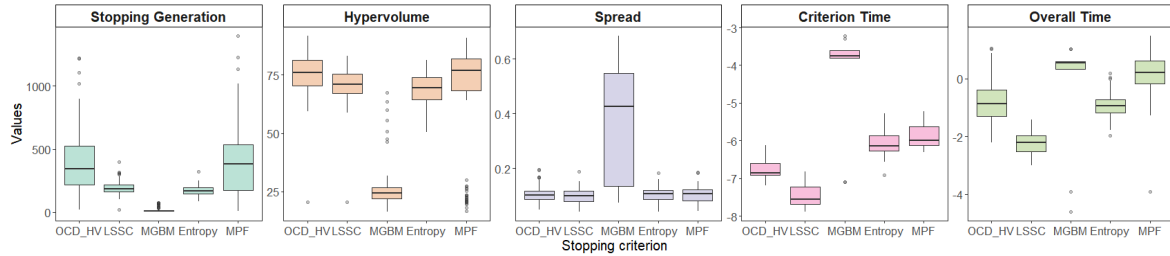 Stopping Generation
Hypervolume
Spread
Criterion Time
Overall Time
Values
1000
500
0
75
50
25
0.6
0.4
0.2
-3
-4
-5
-6
-7
-8
0
-2
-4
OCD_HV LSSC MGBM Entropy MPF
OCD_HV LSSC MGBM Entropy MPF
OCD_HV LSSC MGBM Entropy MPF
OCD_HV LSSC MGBM Entropy MPF
OCD_HV LSSC MGBM Entropy MPF
Stopping criterion